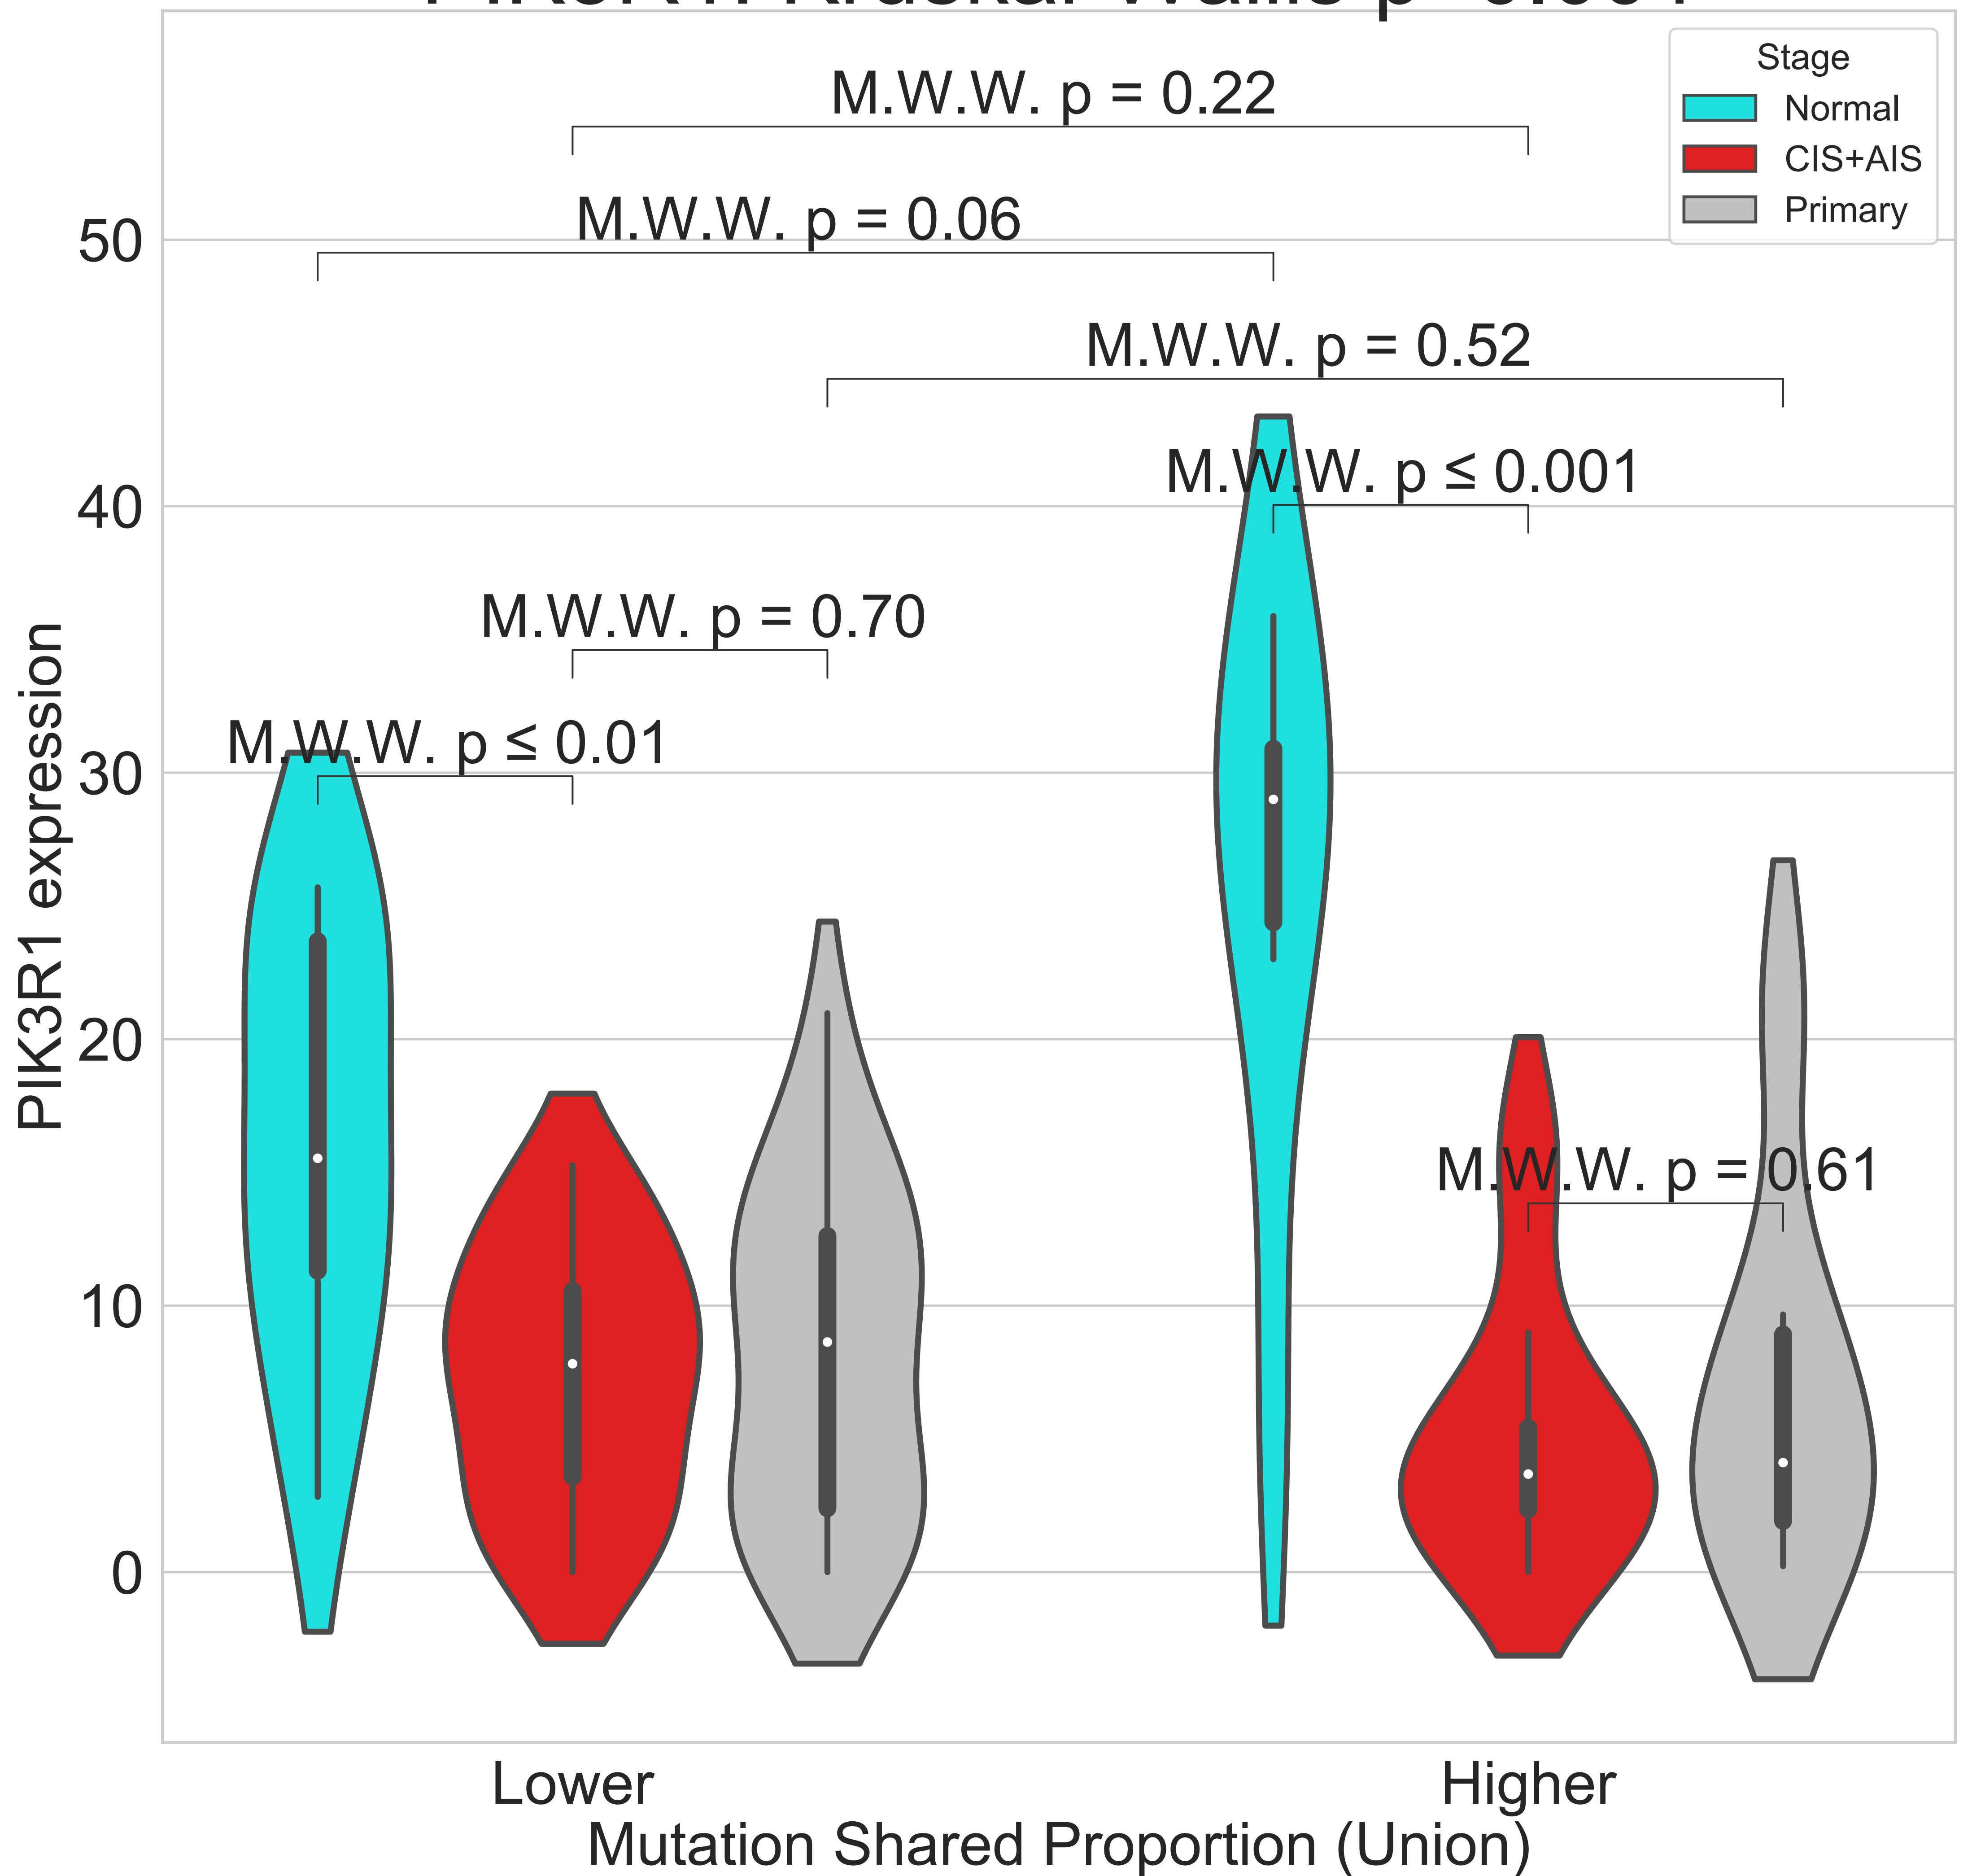 Stage
Normal
CIS+AIS
Primary
M.W.W. p = 0.22
M.W.W. p = 0.06
M.W.W. p = 0.52
M.W.W. p ≤ 0.001
M.W.W. p = 0.70
M.W.W. p ≤ 0.01
M.W.W. p = 0.61
50
40
30
20
10
0
PIK3R1 expression
Lower
Higher
Mutation Shared Proportion (Union)